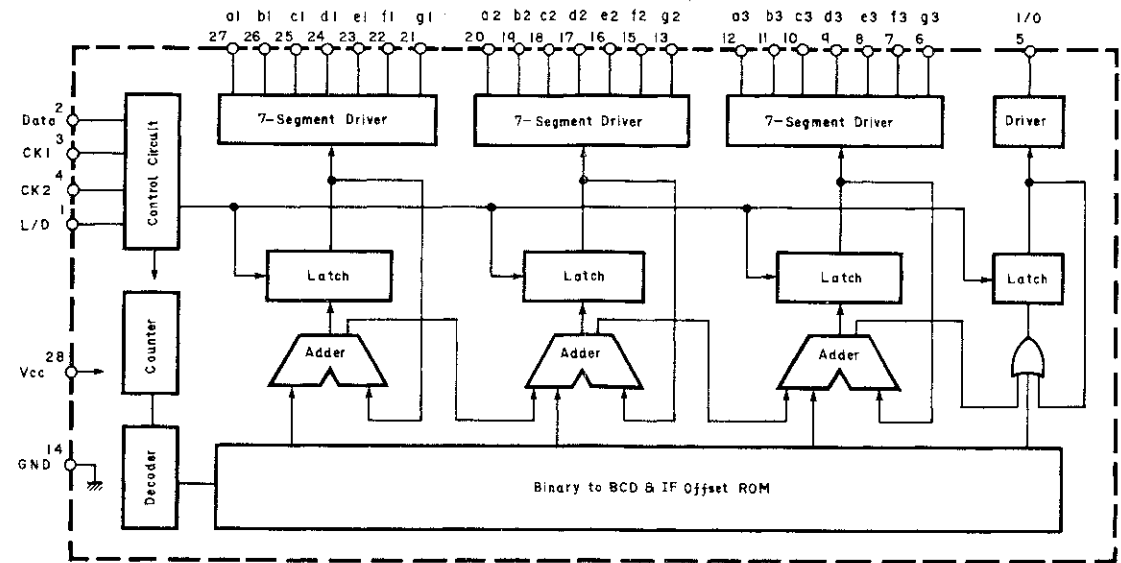 a1 b1 c1 d1 e1 f1 g1 a2 b2 c2 d2 e2 f2 g2 a3 b3 c3 d3 e3 f3 g3 I/O
27 26 25 24 23 22 21 20 19 18 17 16 15 13 12 11 10 9 8 7 6 5
7-Segment Driver 7-Segment Driver 7-Segment Driver Driver
Data 2
CK1 3
CK2 4
L/D 1
Control Circuit
Latch Latch Latch Latch
Counter
Adder Adder Adder
Vcc 28
GND 14
Decoder
Binary to BCD & IF Offset ROM